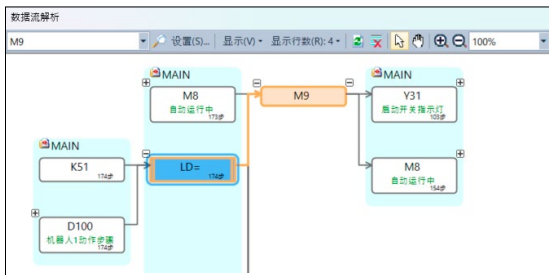 数据流解析
M9 设置(S)... 显示(V) 显示行数(R): 4 100%
MAIN
M8
自动运行中
173步
M9
MAIN
Y31
启动开关指示灯
103步
MAIN
K51
174步
LD=
174步
M8
自动运行中
154步
D100
机器人1动作步骤
174步